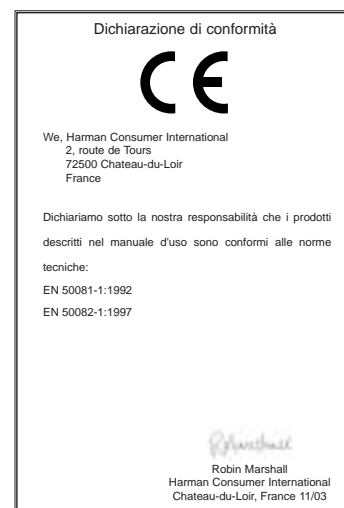 Dichiarazione di conformità
CE
We, Harman Consumer International
2, route de Tours
72500 Chateau-du-Loir
France
Dichiariamo sotto la nostra responsabilità che i prodotti
descritti nel manuale d'uso sono conformi alle norme
tecniche:
EN 50081-1:1992
EN 50082-1:1997
Robin Marshall
Harman Consumer International
Chateau-du-Loir, France 11/03